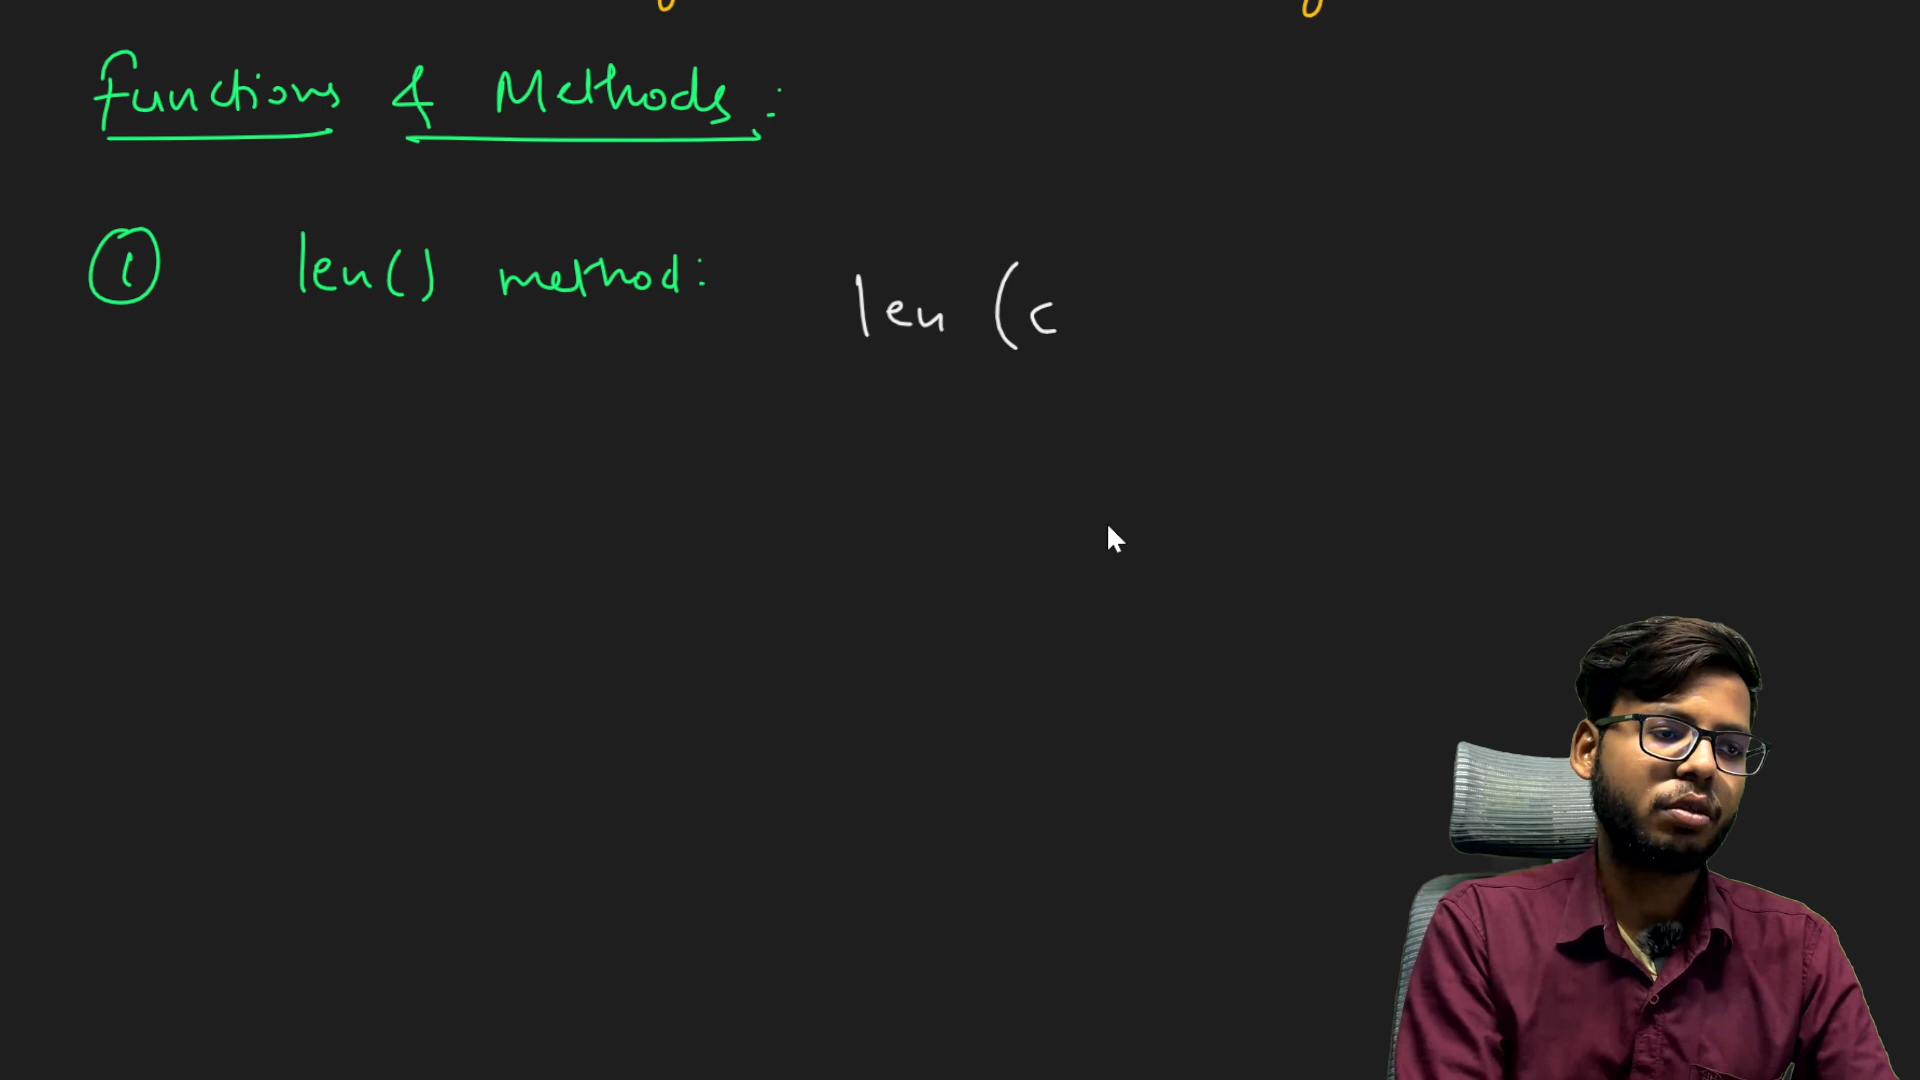 functions & Methods:
① len() method:
len (c